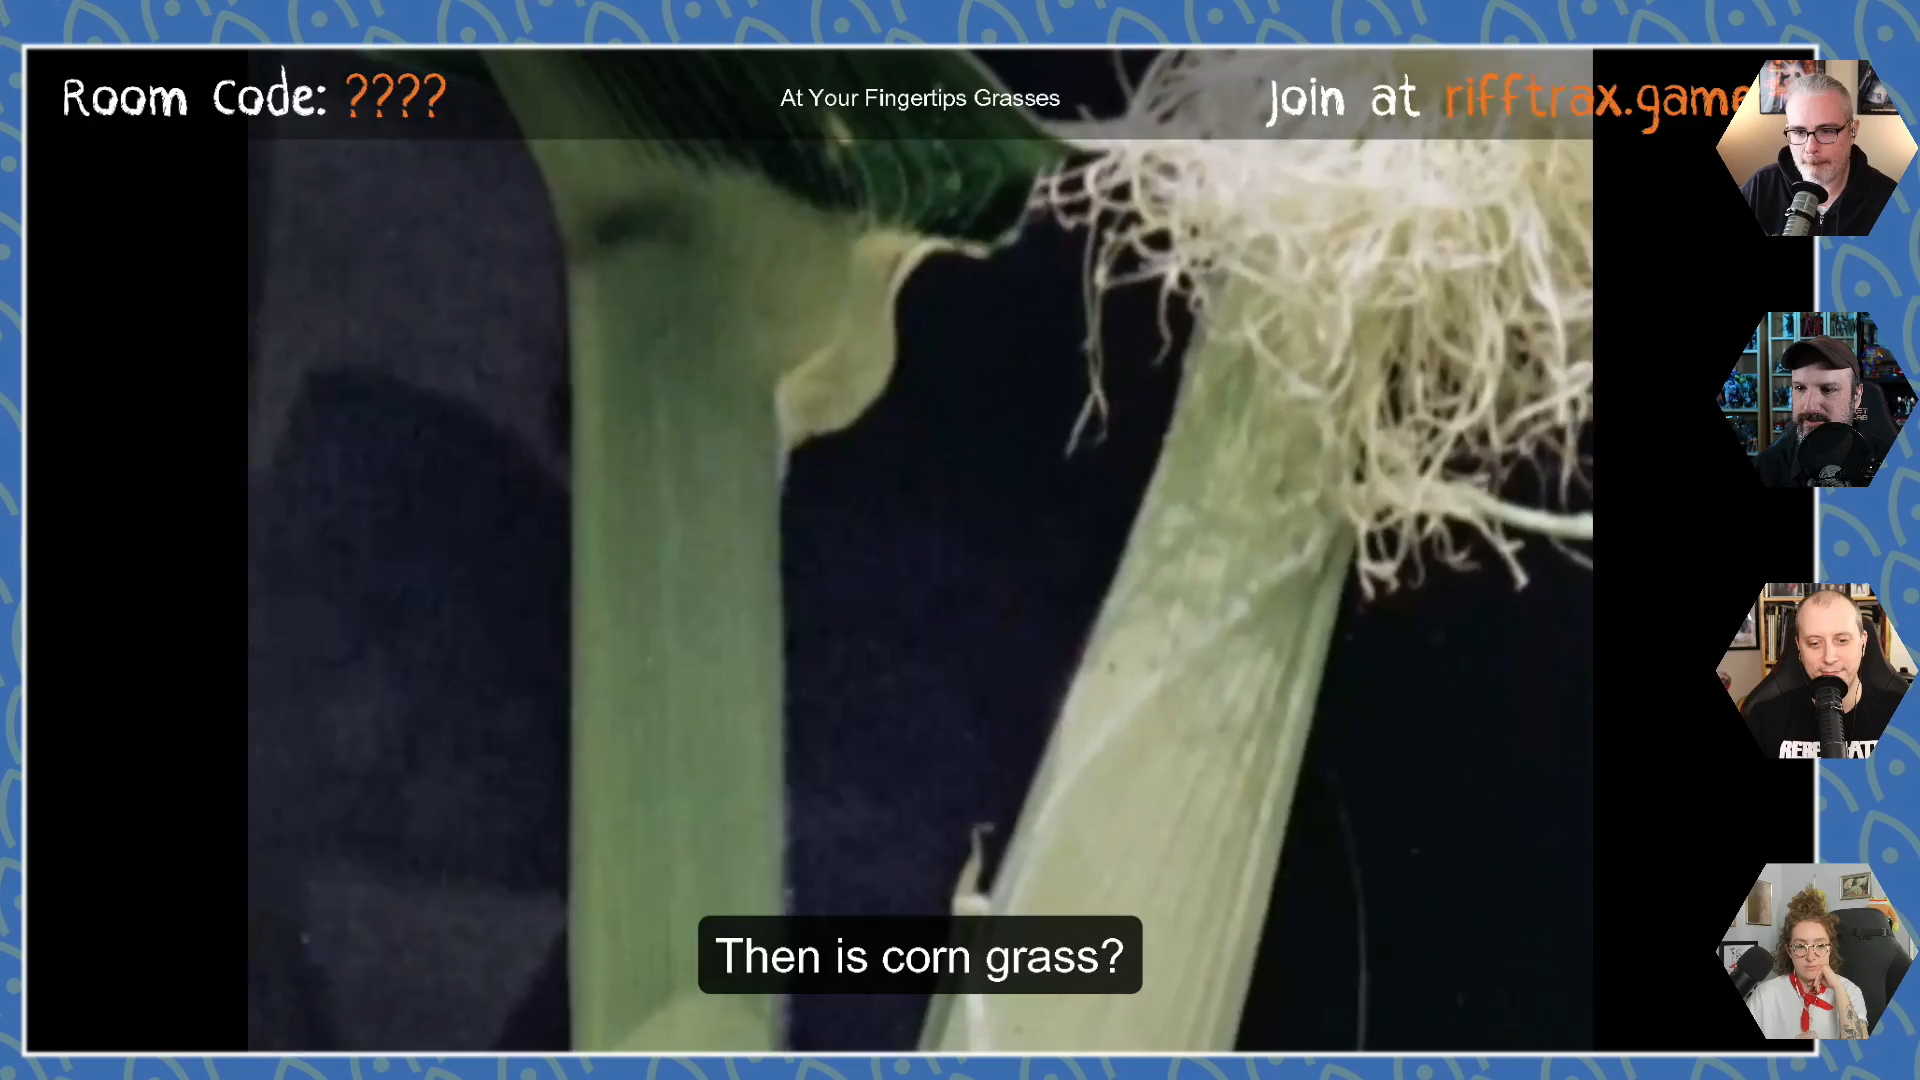 Room Code: ????
At Your Fingertips Grasses
Join at rifftrax.game
Then is corn grass?